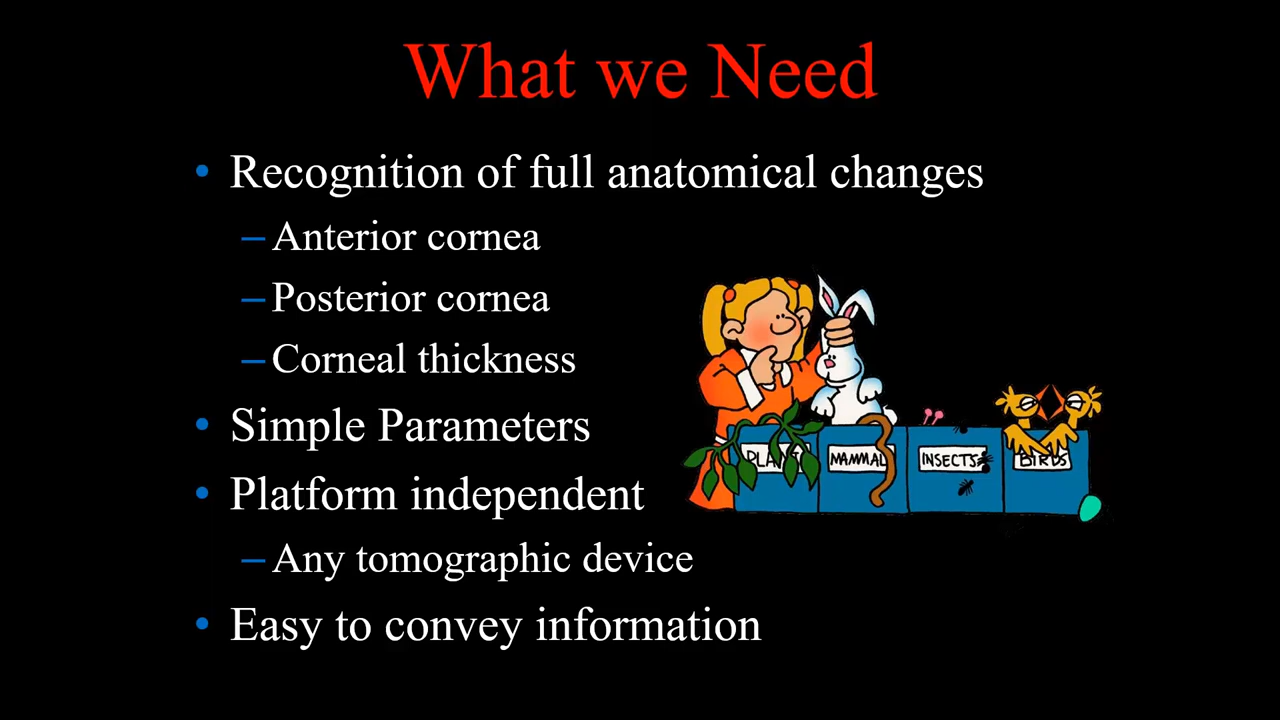 What we Need
• Recognition of full anatomical changes
– Anterior cornea
– Posterior cornea
– Corneal thickness
• Simple Parameters
• Platform independent
– Any tomographic device
• Easy to convey information
MAMMAL
INSECTS
BIRDS